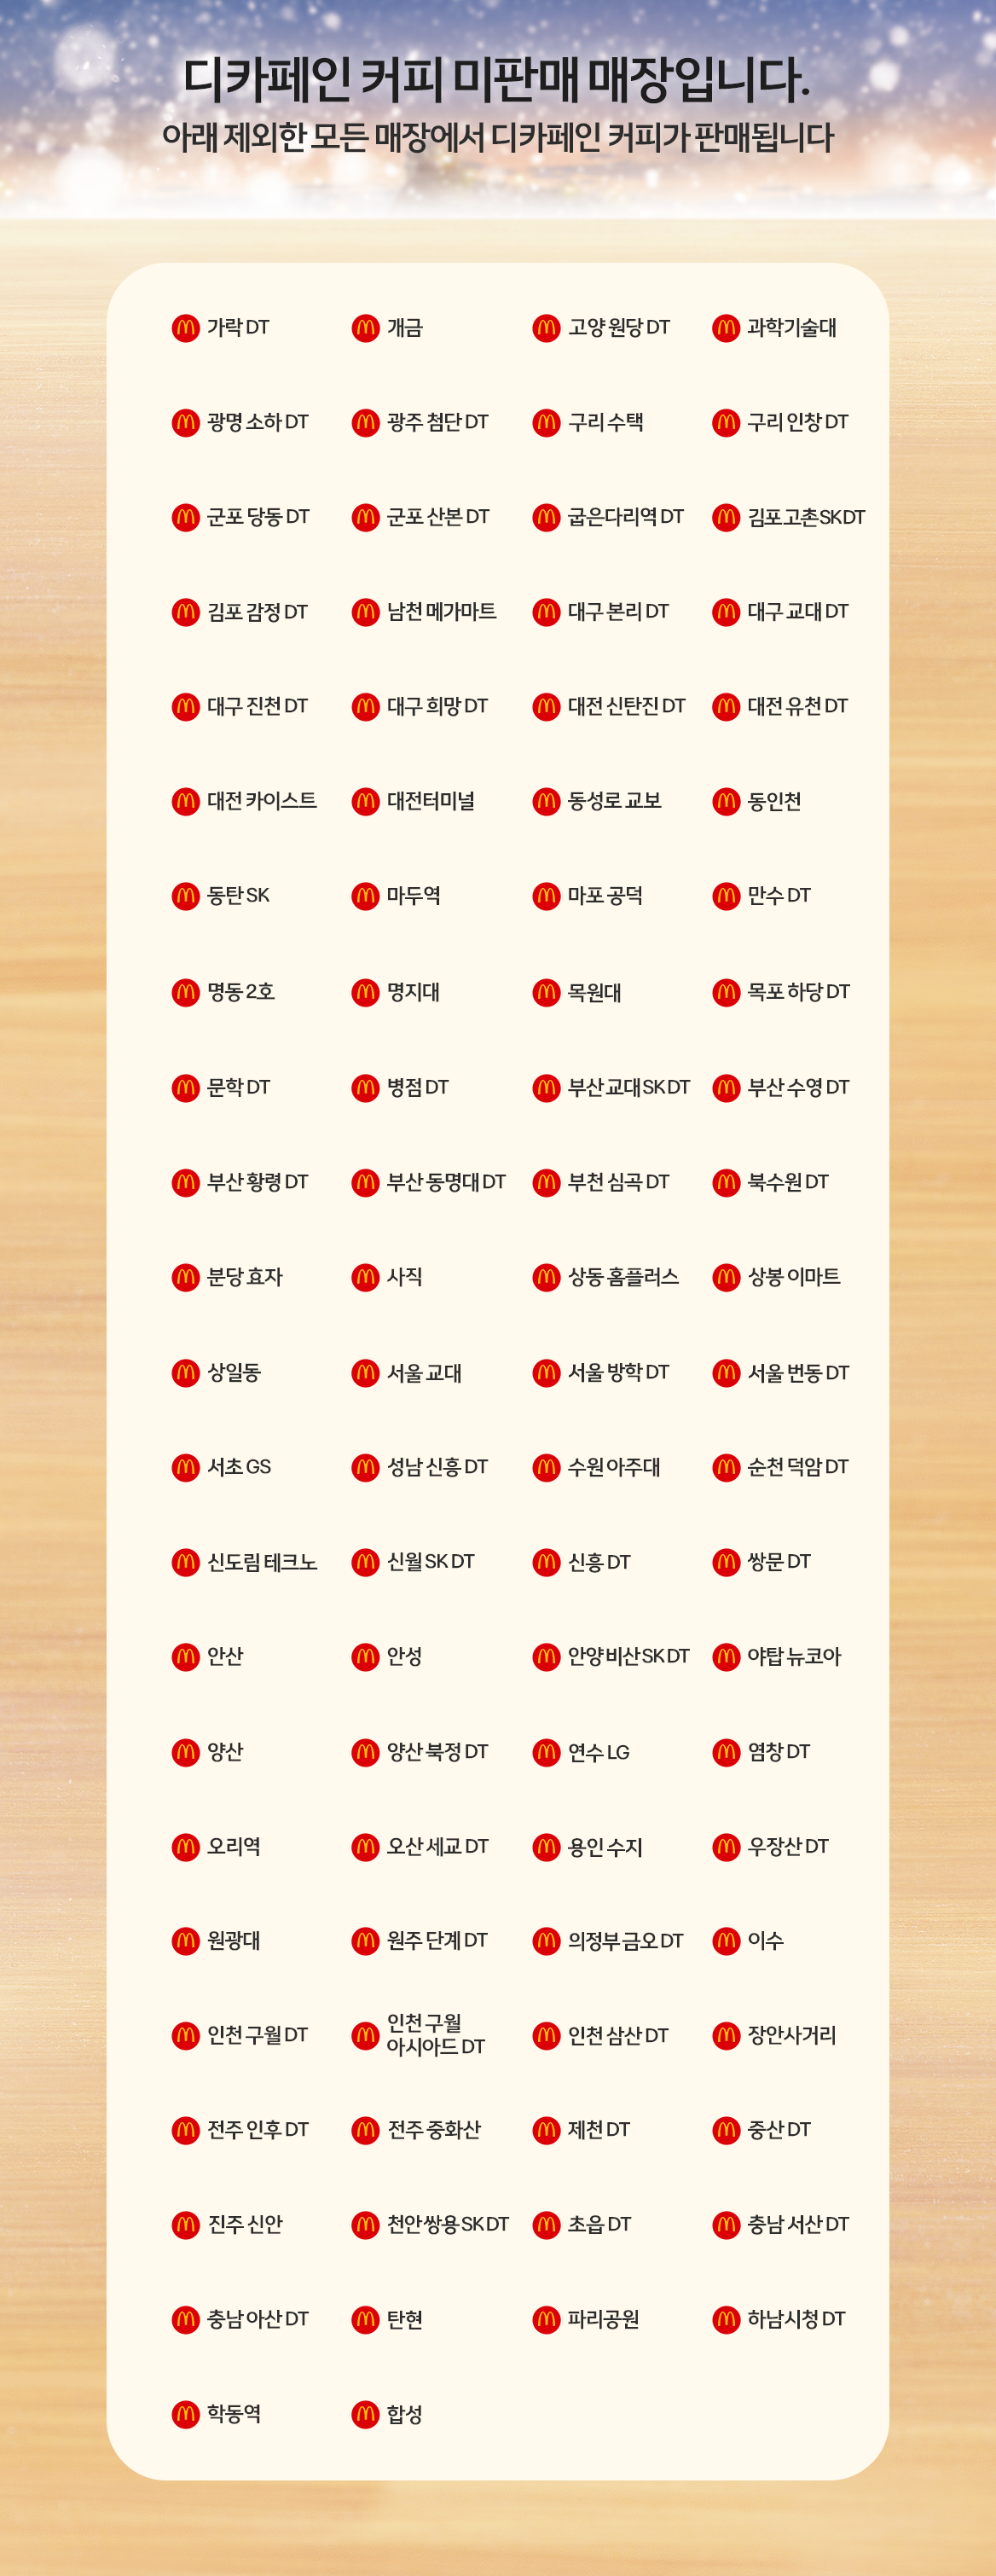 디카페인 커피 미판매 매장입니다.
아래 제외한 모든 매장에서 디카페인 커피가 판매됩니다
가락 DT
개금
고양 원당 DT
과학기술대
광명 소하 DT
광주 첨단 DT
구리 수택
구리 인창 DT
군포 당동 DT
군포 산본 DT
굽은다리역 DT
김포 고촌 SK DT
김포 감정 DT
남천 메가마트
대구 본리 DT
대구 교대 DT
대구 진천 DT
대구 희망 DT
대전 신탄진 DT
대전 유천 DT
대전 카이스트
대전터미널
동성로 교보
동인천
동탄 SK
마두역
마포 공덕
만수 DT
명동 2호
명지대
목원대
목포 하당 DT
문학 DT
병점 DT
부산 교대 SK DT
부산 수영 DT
부산 황령 DT
부산 동명대 DT
부천 심곡 DT
북수원 DT
분당 효자
사직
상동 홈플러스
상봉 이마트
상일동
서울 교대
서울 방학 DT
서울 번동 DT
서초 GS
성남 신흥 DT
수원 아주대
순천 덕암 DT
신도림 테크노
신월 SK DT
신흥 DT
쌍문 DT
안산
안성
안양 비산 SK DT
야탑 뉴코아
양산
양산 북정 DT
연수 LG
염창 DT
오리역
오산 세교 DT
용인 수지
우장산 DT
원광대
원주 단계 DT
의정부 금오 DT
이수
인천 구월 DT
인천 구월
아시아드 DT
인천 삼산 DT
장안사거리
전주 인후 DT
전주 중화산
제천 DT
중산 DT
진주 신안
천안 쌍용 SK DT
초읍 DT
충남 서산 DT
충남 아산 DT
탄현
파리공원
하남시청 DT
학동역
합성